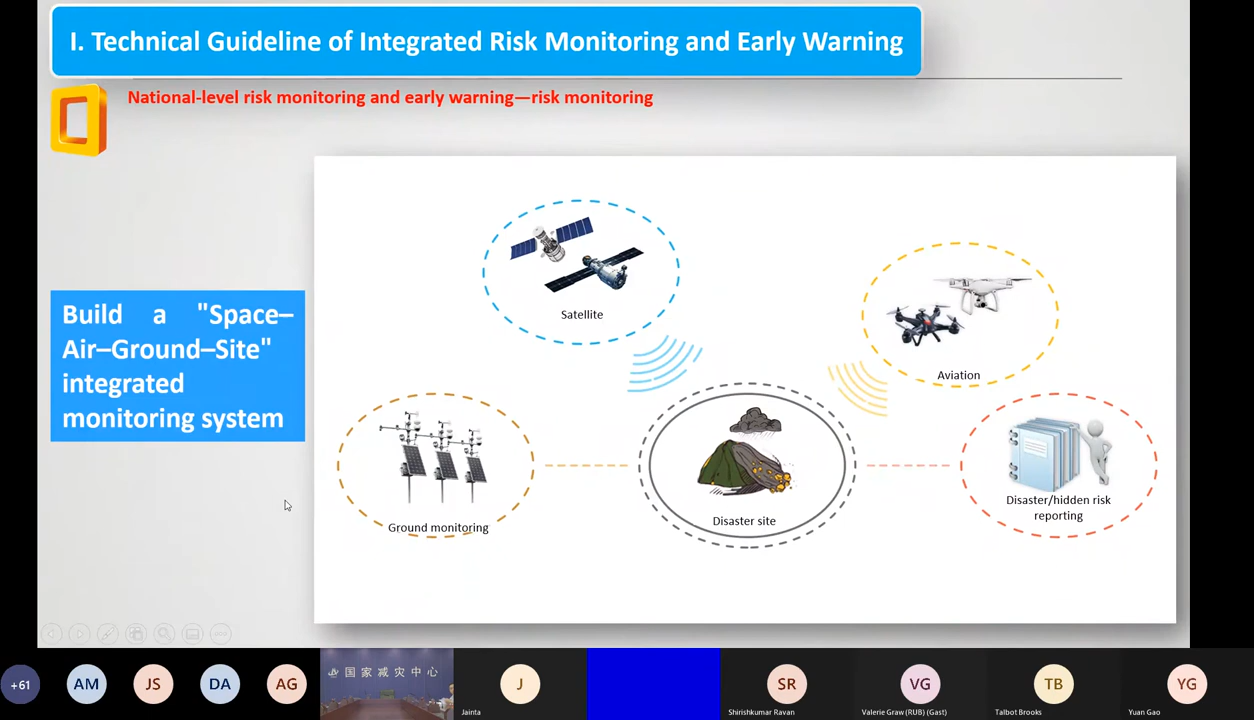 I. Technical Guideline of Integrated Risk Monitoring and Early Warning
National-level risk monitoring and early warning—risk monitoring
Build a "Space–
Air–Ground–Site"
integrated
monitoring system
Satellite
Aviation
Ground monitoring
Disaster site
Disaster/hidden risk
reporting
+61
AM
JS
DA
AG
国家减灾中心
J
Jainta
SR
Shirishkumar Ravan
VG
Valerie Graw (RUB) (Gast)
TB
Talbot Brooks
YG
Yuan Gao